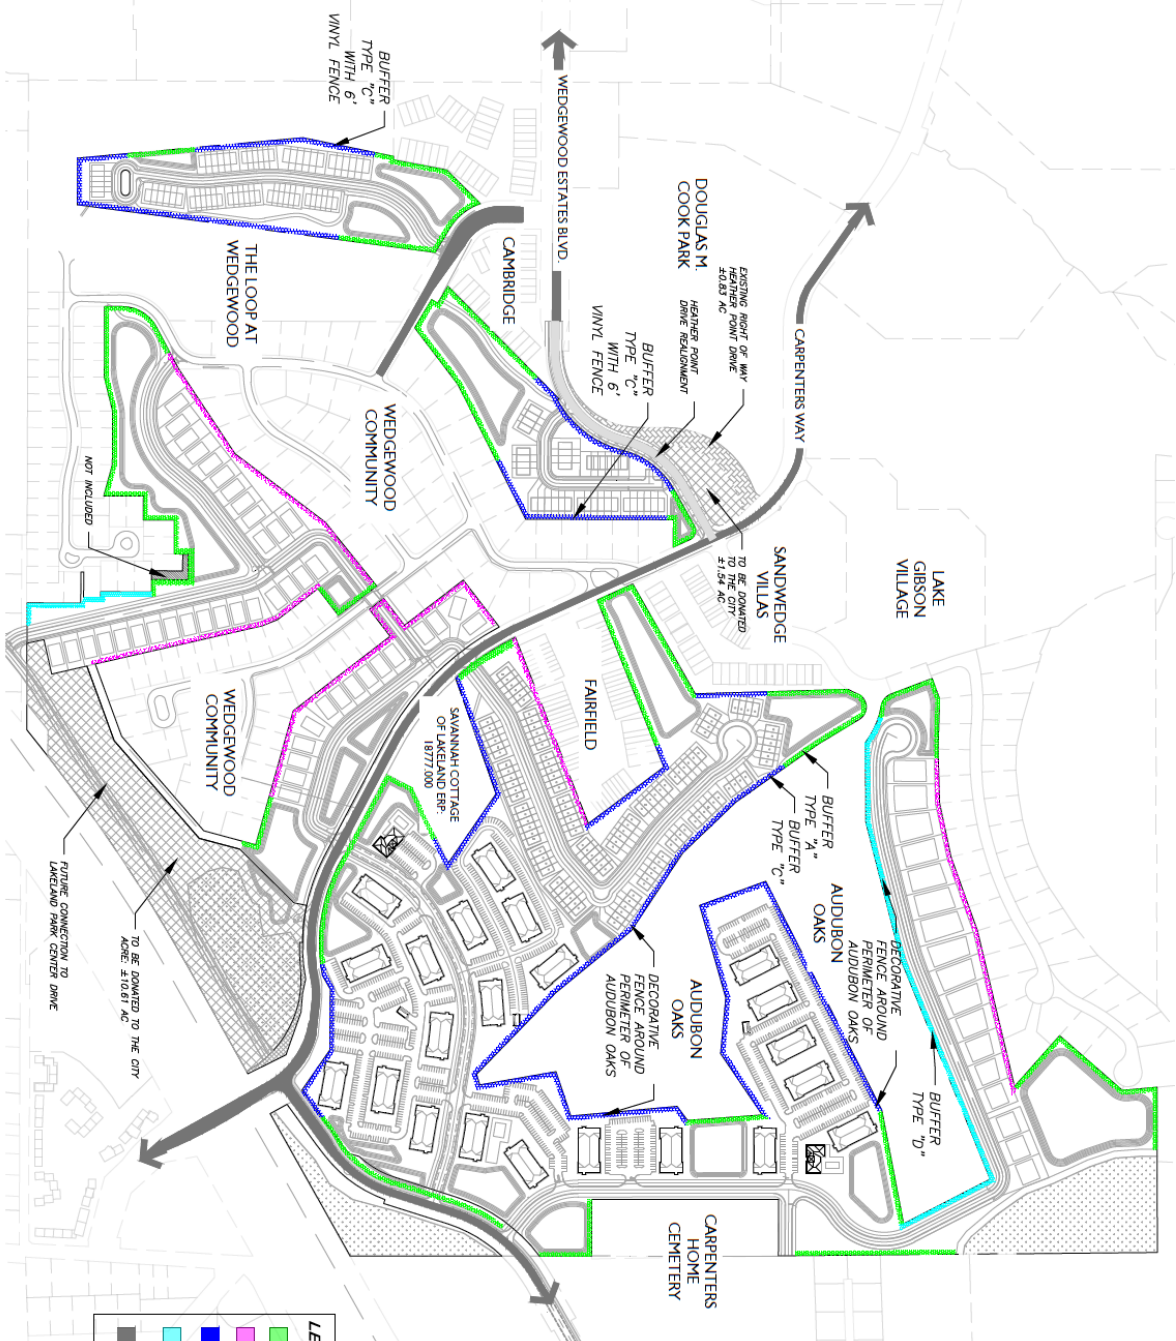 BUFFER
TYPE "C"
WITH 6'
VINYL FENCE
WEDGEWOOD ESTATES BLVD.
DOUGLAS M.
COOK PARK
EXISTING RIGHT OF WAY
HEATHER POINT DRIVE
±0.83 AC
HEATHER POINT
DRIVE REALIGNMENT
CARPENTERS WAY
CAMBRIDGE
THE LOOP AT
WEDGEWOOD
BUFFER
TYPE "C"
WITH 6'
VINYL FENCE
WEDGEWOOD
COMMUNITY
NOT INCLUDED
TO BE DONATED
TO THE CITY
±1.54 AC
SANDWEDGE
VILLAS
LAKE
GIBSON
VILLAGE
FAIRFIELD
WEDGEWOOD
COMMUNITY
SAVANNAH COTTAGE
OF LAKELAND ERP:
18777.000
BUFFER
TYPE "A"
BUFFER
TYPE "C"
AUDUBON
OAKS
DECORATIVE
FENCE AROUND
PERIMETER OF
AUDUBON OAKS
FUTURE CONNECTION TO
LAKELAND PARK CENTER DRIVE
TO BE DONATED TO THE CITY
ACRE: ±10.61 AC
DECORATIVE
FENCE AROUND
PERIMETER OF
AUDUBON OAKS
AUDUBON
OAKS
BUFFER
TYPE "D"
CARPENTERS
HOME
CEMETERY